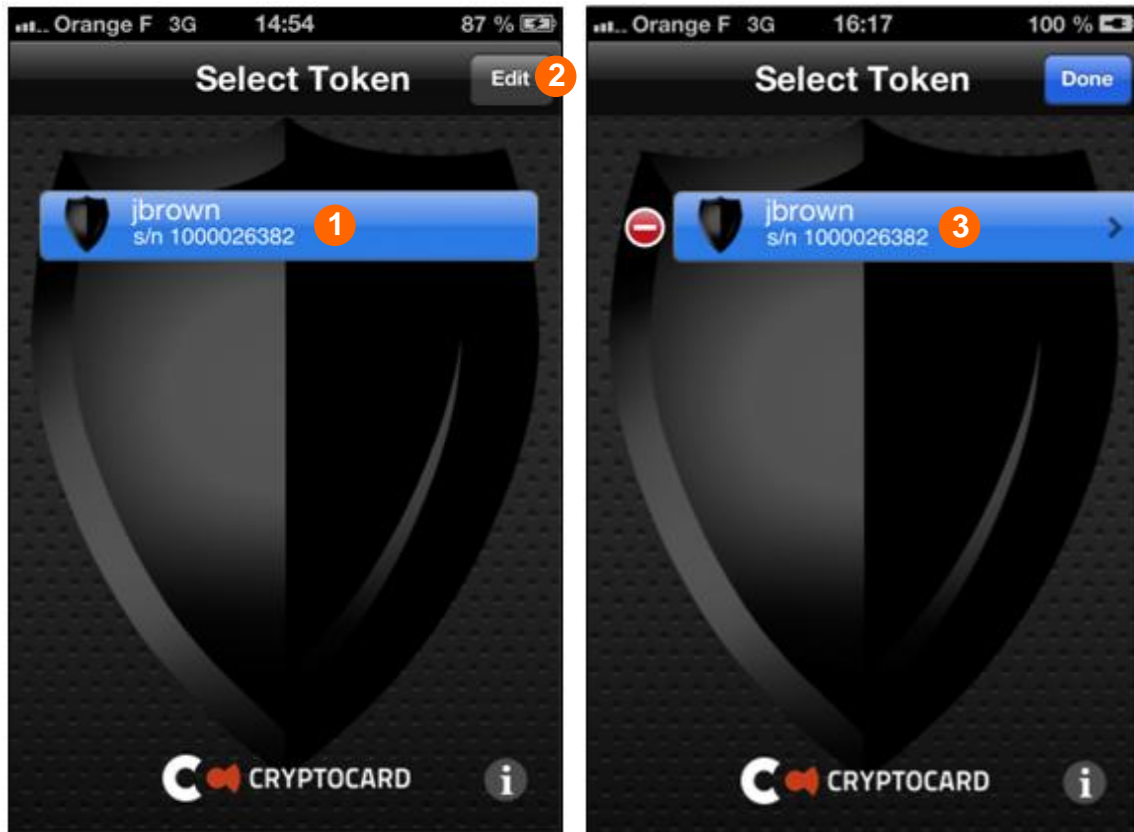 Orange F 3G 14:54 87 %
Select Token
Edit 2
jbrown
s/n 1000026382 1
CRYPTOCARD
i
Orange F 3G 16:17 100 %
Select Token
Done
jbrown
s/n 1000026382 3
CRYPTOCARD
i